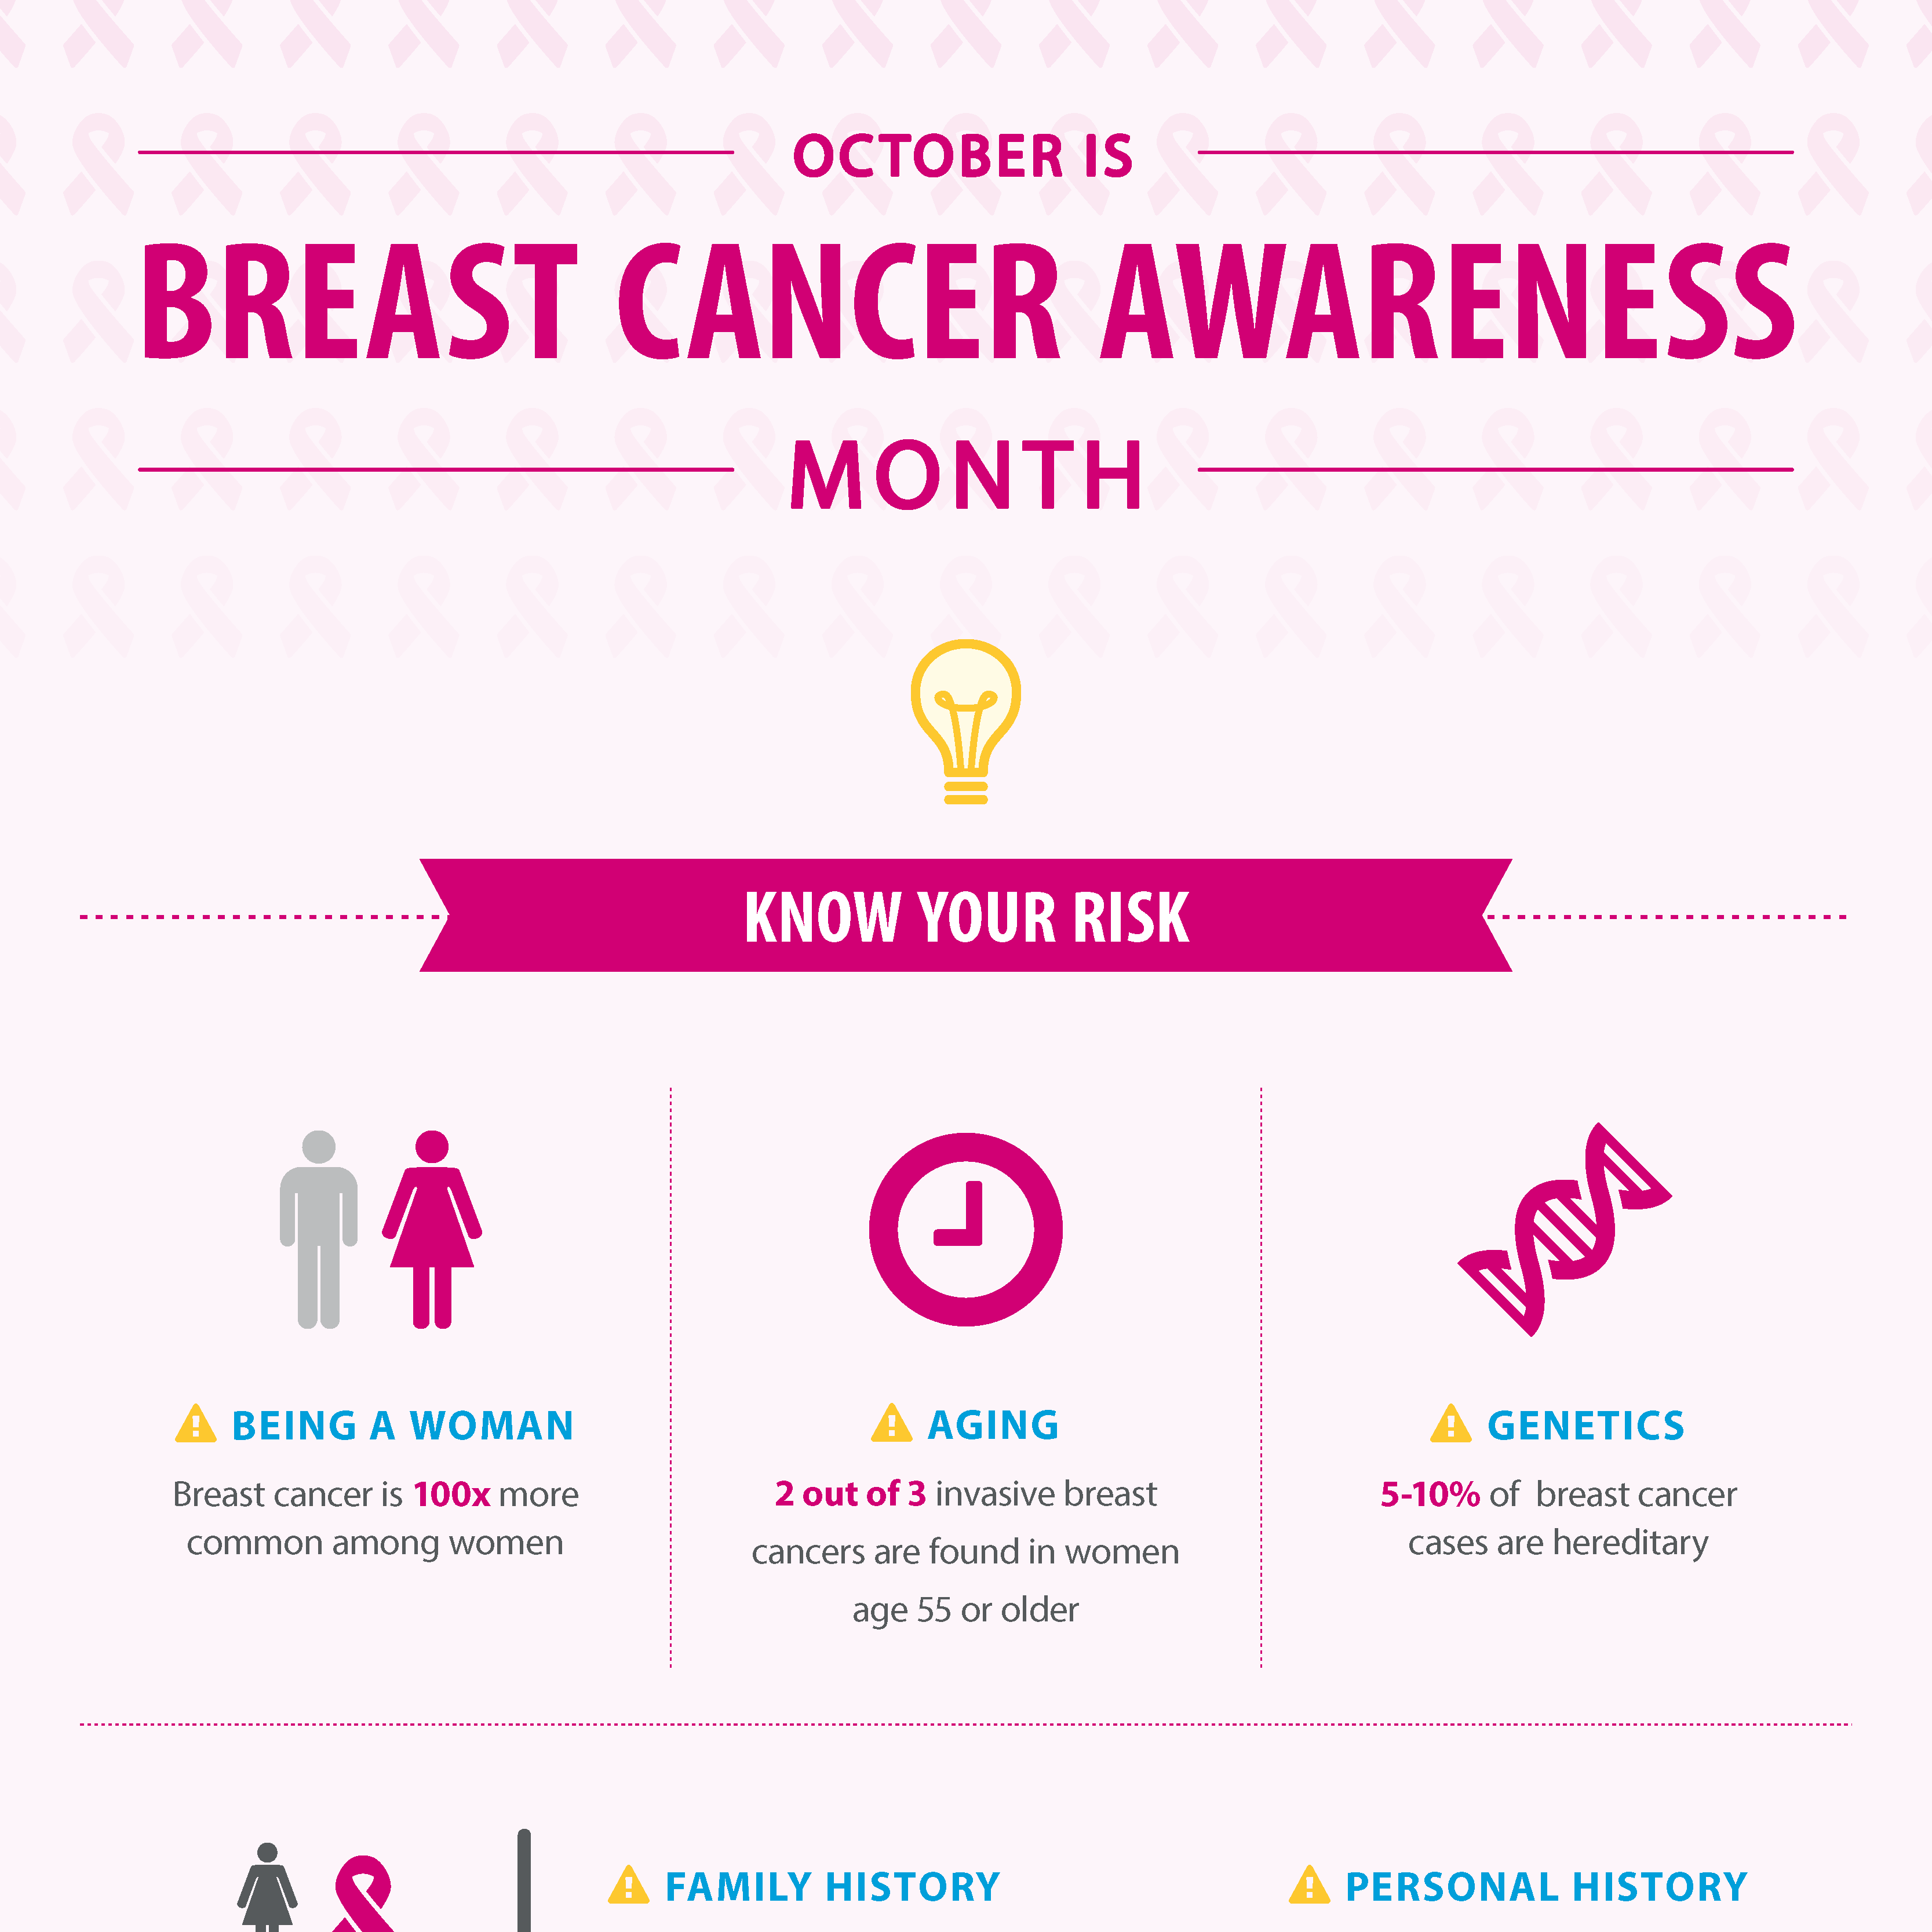 OCTOBER IS
BREAST CANCER AWARENESS
MONTH
KNOW YOUR RISK
BEING A WOMAN
Breast cancer is 100x more
common among women
AGING
2 out of 3 invasive breast
cancers are found in women
age 55 or older
GENETICS
5-10% of breast cancer
cases are hereditary
FAMILY HISTORY
PERSONAL HISTORY